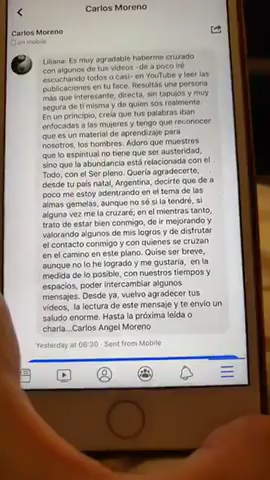 Carlos Moreno
Carlos Moreno
on mobile
Liliana: Es muy agradable haberme cruzado
con algunos de tus videos -de a poco iré
escuchando todos o casi- en YouTube y leer las
publicaciones en tu face. Resultás una persona
más que interesante, directa, sin tapujos y muy
segura de ti misma y de quien sos realmente.
En un principio, creía que tus palabras iban
enfocadas a las mujeres y tengo que reconocer
que es un material de aprendizaje para
nosotros, los hombres. Adoro que muestres
que lo espiritual no tiene que ser austeridad,
sino que la abundancia está relacionada con el
Todo, con el Ser pleno. Quería agradecerte,
desde tu país natal, Argentina, decirte que de a
poco me estoy adentrando en el tema de las
almas gemelas, aunque no sé si la tendré, si
alguna vez me la cruzaré; en el mientras tanto,
trato de estar bien conmigo, de ir mejorando y
valorando algunos de mis logros y de disfrutar
el contacto conmigo y con quienes se cruzan
en el camino en este plano. Quise ser breve,
aunque no lo he logrado y me gustaría, en la
medida de lo posible, con nuestros tiempos y
espacios, poder intercambiar algunos
mensajes. Desde ya, vuelvo agradecer tus
videos, la lectura de este mensaje y te envío un
saludo enorme. Hasta la próxima leída o
charla...Carlos Angel Moreno
Yesterday at 06:30 · Sent from Mobile